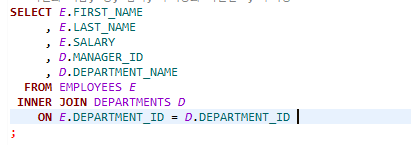 SELECT E.FIRST_NAME
, E.LAST_NAME
, E.SALARY
, D.MANAGER_ID
, D.DEPARTMENT_NAME
FROM EMPLOYEES E
INNER JOIN DEPARTMENTS D
ON E.DEPARTMENT_ID = D.DEPARTMENT_ID
;